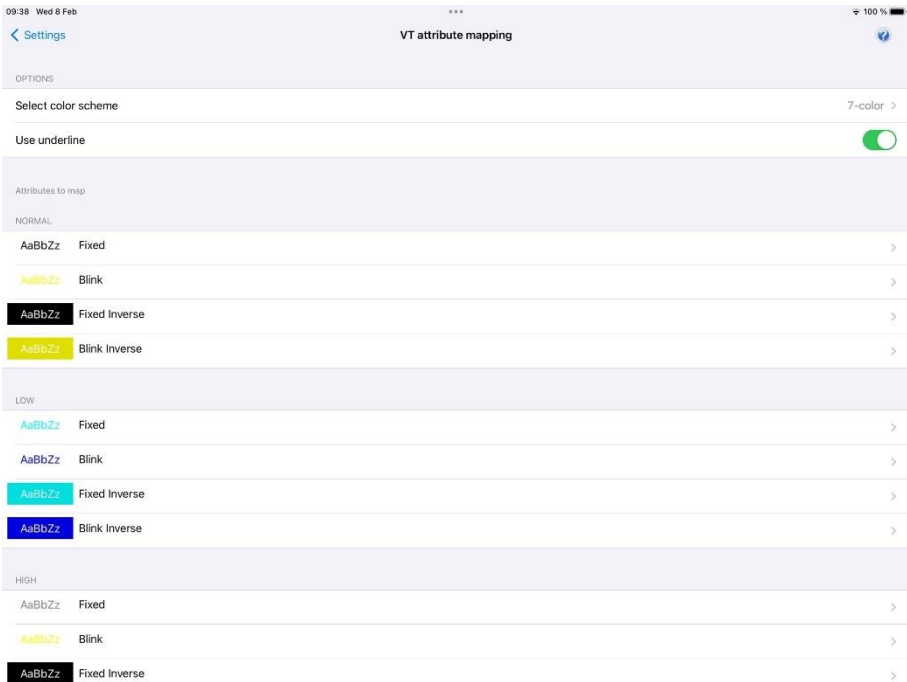 09:38 Wed 8 Feb
100 %
Settings
VT attribute mapping
?
OPTIONS
Select color scheme 7-color
Use underline
Attributes to map
NORMAL
AaBbZz Fixed
AaBbZz Blink
AaBbZz Fixed Inverse
AaBbZz Blink Inverse
LOW
AaBbZz Fixed
AaBbZz Blink
AaBbZz Fixed Inverse
AaBbZz Blink Inverse
HIGH
AaBbZz Fixed
AaBbZz Blink
AaBbZz Fixed Inverse